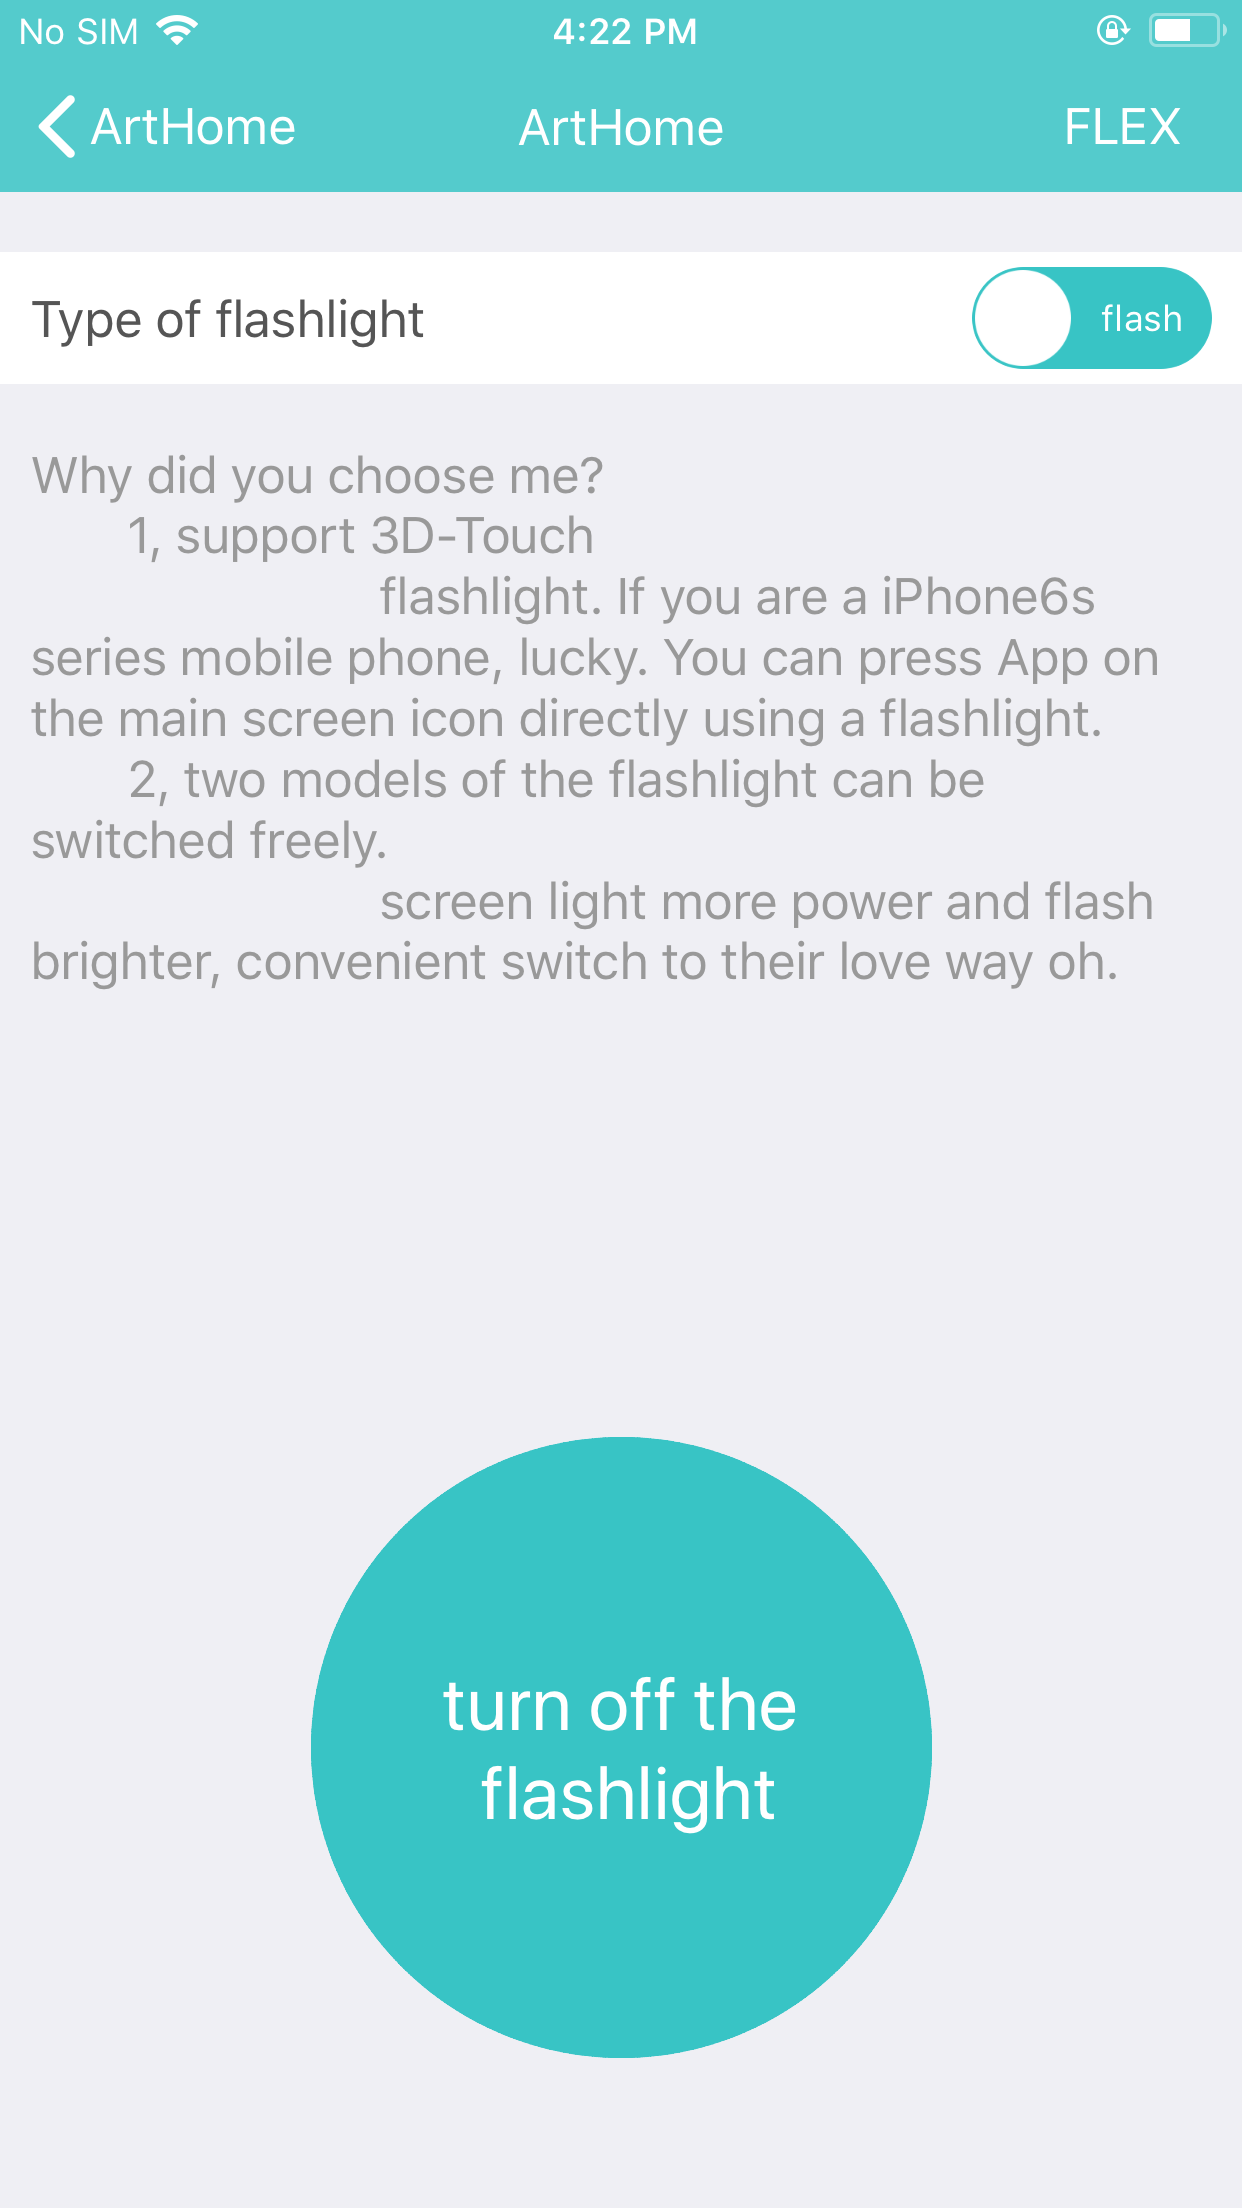 No SIM 4:22 PM
ArtHome ArtHome FLEX
Type of flashlight flash
Why did you choose me?
1, support 3D-Touch
flashlight. If you are a iPhone6s
series mobile phone, lucky. You can press App on
the main screen icon directly using a flashlight.
2, two models of the flashlight can be
switched freely.
screen light more power and flash
brighter, convenient switch to their love way oh.
turn off the
flashlight